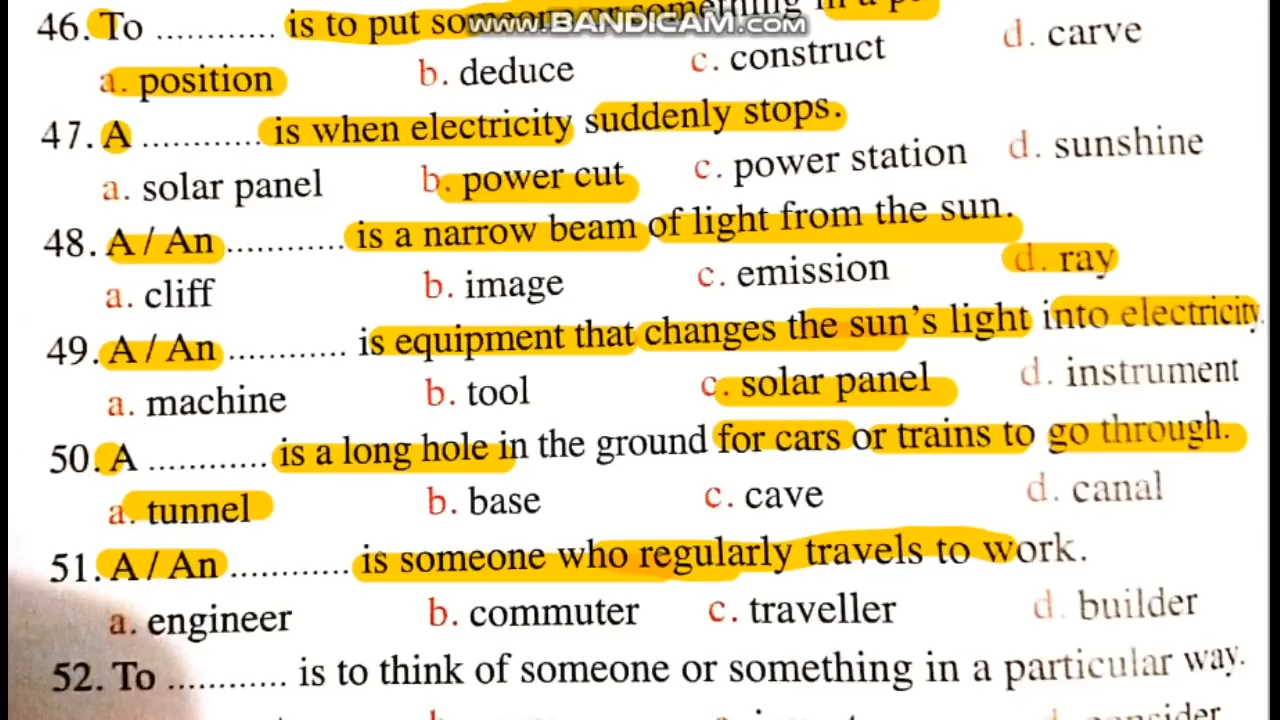 46. To ............ is to put someone or something in a
WWW.BANDICAM.COM
a. position b. deduce c. construct d. carve
47. A ............ is when electricity suddenly stops.
a. solar panel b. power cut c. power station d. sunshine
48. A / An ............ is a narrow beam of light from the sun.
a. cliff b. image c. emission d. ray
49. A / An ............ is equipment that changes the sun's light into electricity.
a. machine b. tool c. solar panel d. instrument
50. A ............ is a long hole in the ground for cars or trains to go through.
a. tunnel b. base c. cave d. canal
51. A / An ............ is someone who regularly travels to work.
a. engineer b. commuter c. traveller d. builder
52. To ............ is to think of someone or something in a particular way.